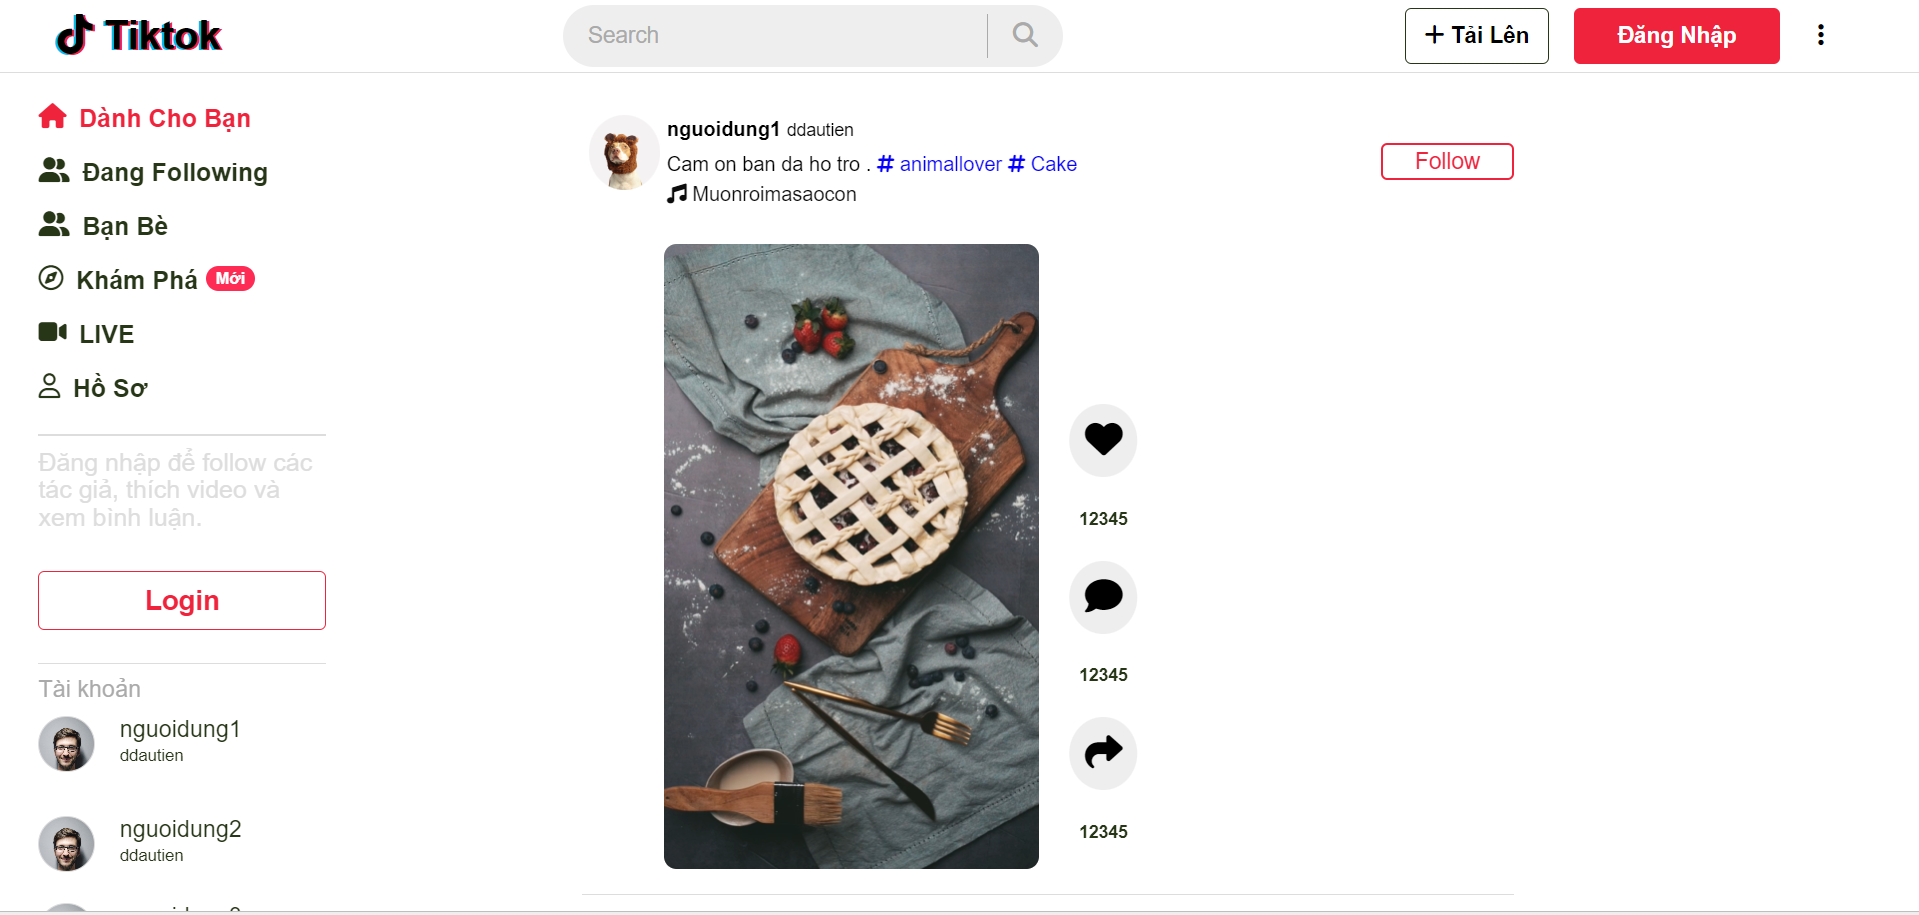 Tiktok
Search
Tải Lên
Đăng Nhập
Dành Cho Bạn
Đang Following
Bạn Bè
Khám Phá Mới
LIVE
Hồ Sơ
Đăng nhập để follow các
tác giả, thích video và
xem bình luận.
Login
Tài khoản
nguoidung1
ddautien
nguoidung2
ddautien
nguoidung1 ddautien
Cam on ban da ho tro . # animallover # Cake
Muonroimasaocon
Follow
12345
12345
12345